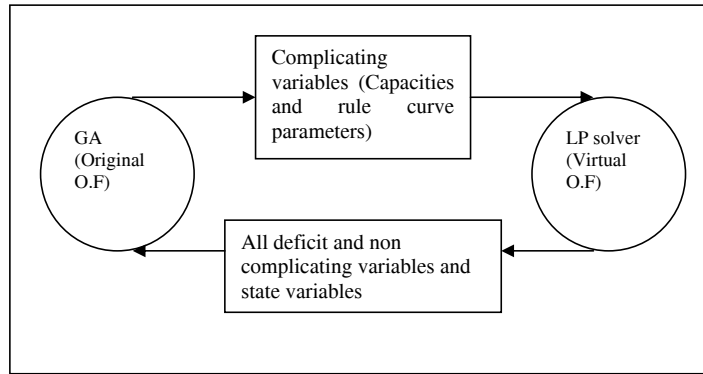 Complicating
variables (Capacities
and rule curve
parameters)
GA
(Original
O.F)
LP solver
(Virtual
O.F)
All deficit and non
complicating variables and
state variables